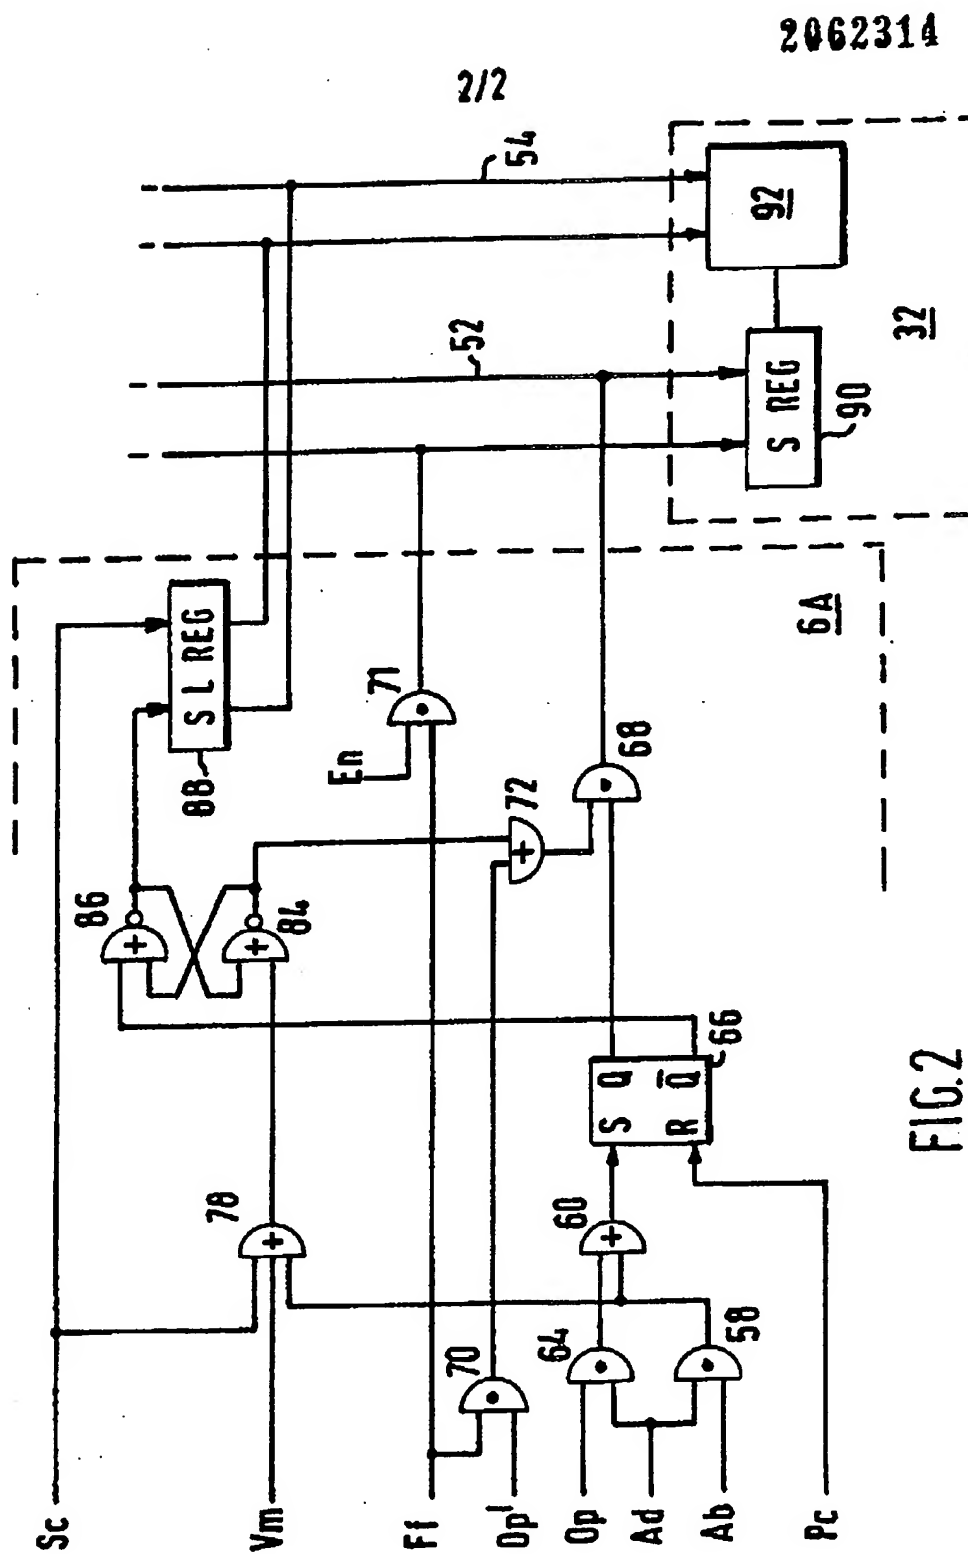 2062314
2/2
54
52
92
32
S REG
90
6A
S L REG
88
71
En
72
68
86
84
66
S Q
R Q̅
78
60
70
64
58
Sc
Vm
Ff
Op'
Op
Ad
Ab
Pc
FIG.2